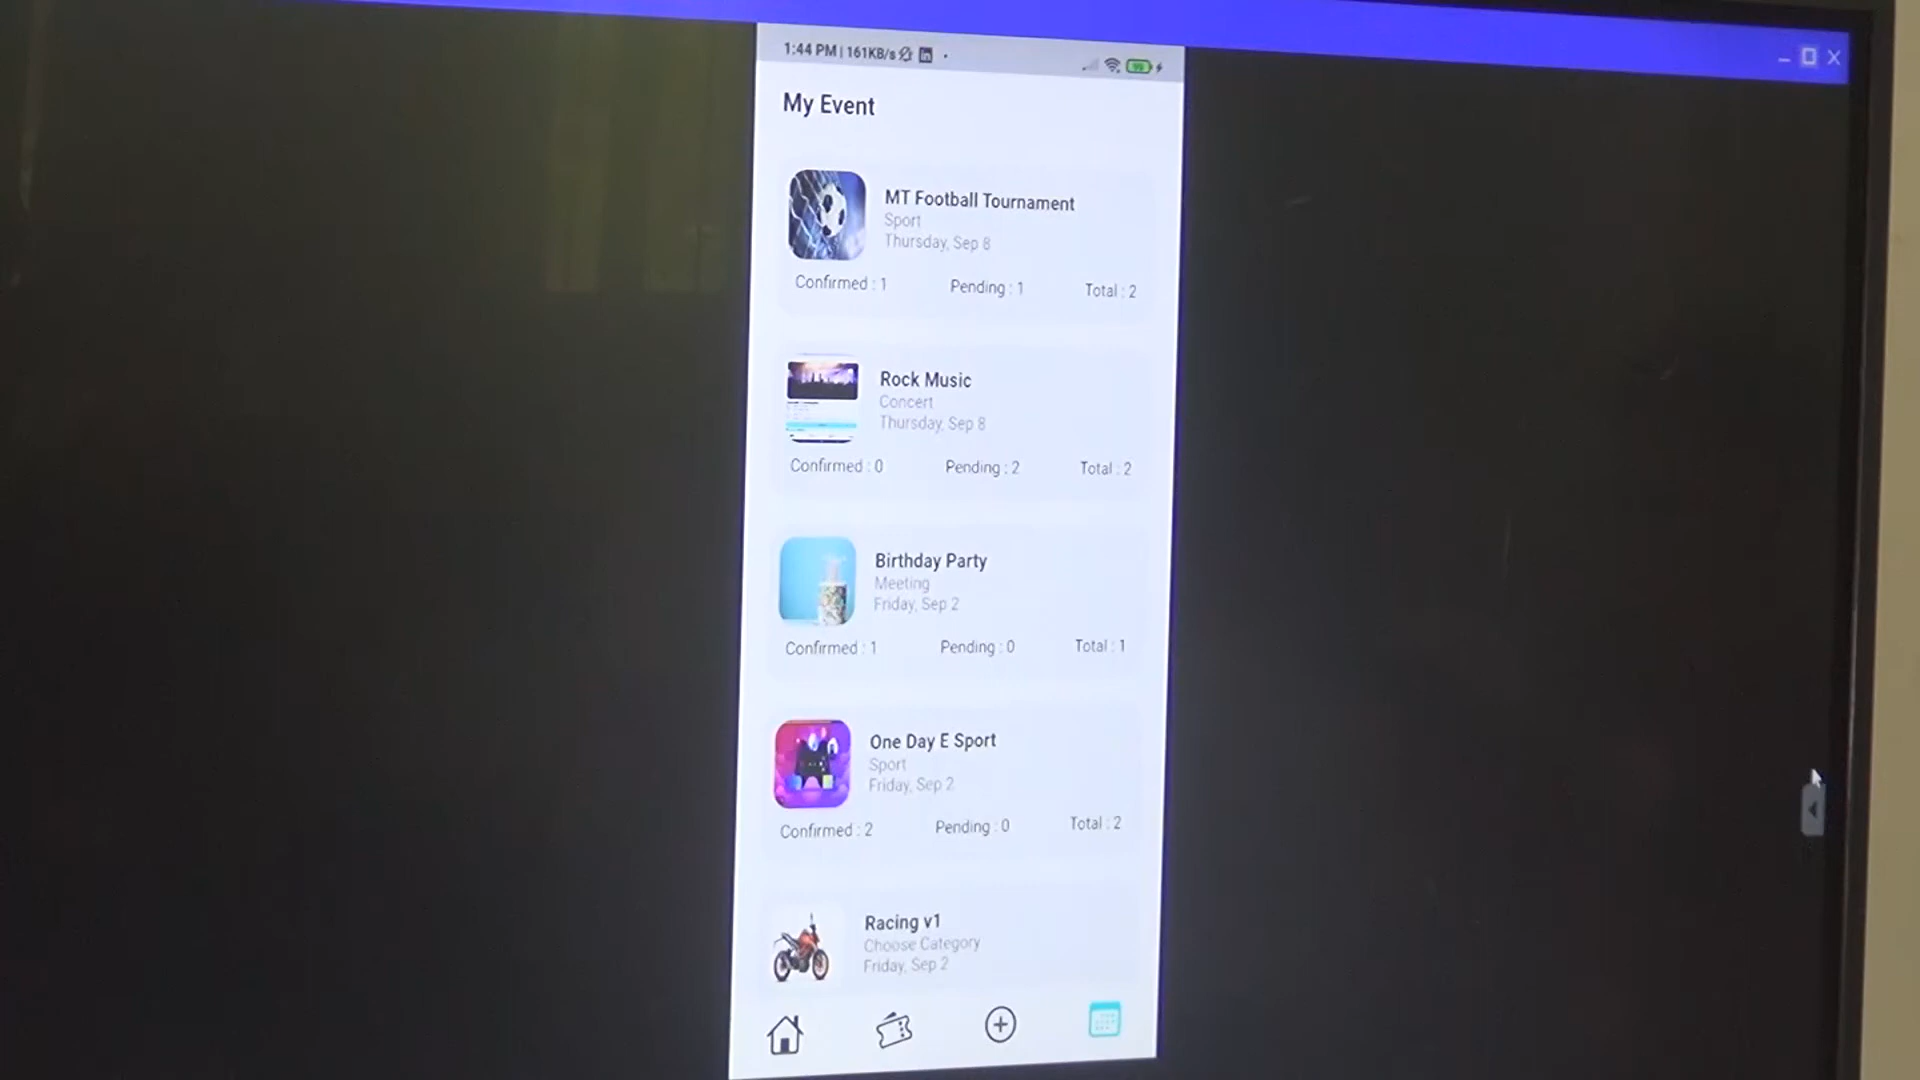 1:44 PM | 161KB/s
My Event
MT Football Tournament
Sport
Thursday, Sep 8
Confirmed : 1 Pending : 1 Total : 2
Rock Music
Concert
Thursday, Sep 8
Confirmed : 0 Pending : 2 Total : 2
Birthday Party
Meeting
Friday, Sep 2
Confirmed : 1 Pending : 0 Total : 1
One Day E Sport
Sport
Friday, Sep 2
Confirmed : 2 Pending : 0 Total : 2
Racing v1
Choose Category
Friday, Sep 2